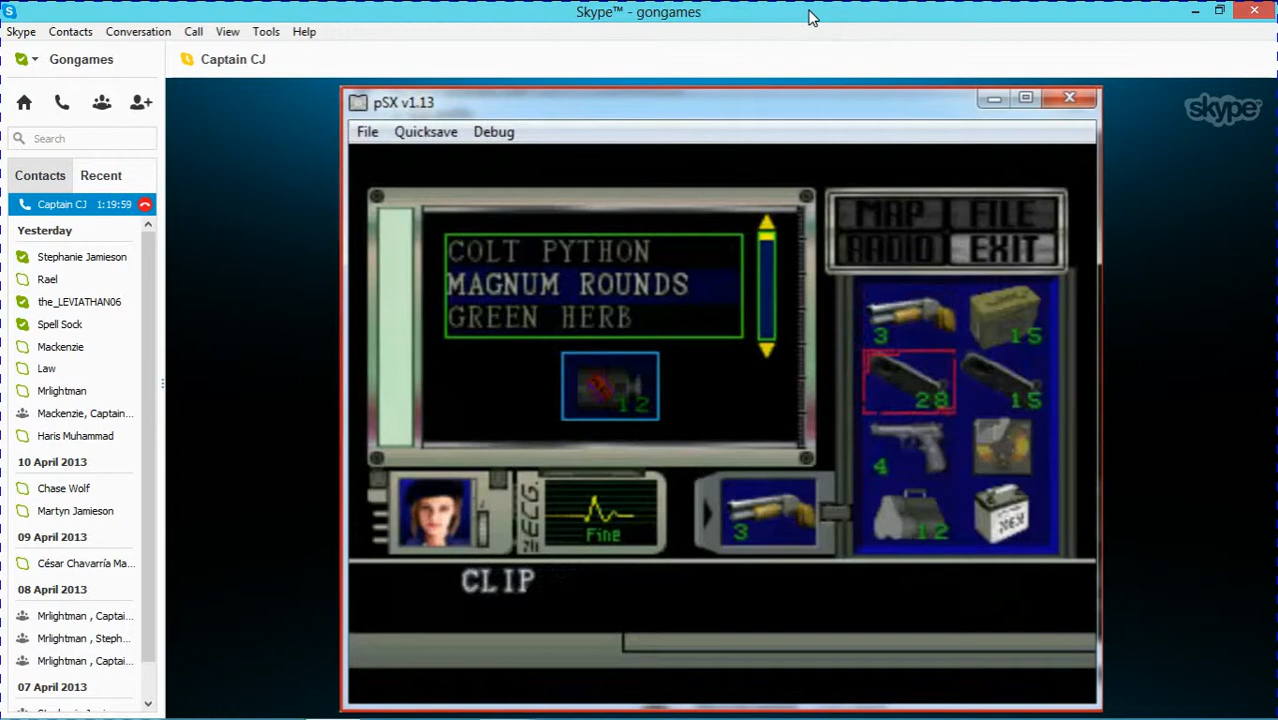 Skype™ - gongames
Skype Contacts Conversation Call View Tools Help
Gongames
Captain CJ
Search
Contacts Recent
Captain CJ 1:19:59
Yesterday
Stephanie Jamieson
Rael
the_LEVIATHAN06
Spell Sock
Mackenzie
Law
Mrlightman
Mackenzie, Captain...
Haris Muhammad
10 April 2013
Chase Wolf
Martyn Jamieson
09 April 2013
César Chavarría Ma...
08 April 2013
Mrlightman , Captai...
Mrlightman , Steph...
Mrlightman , Captai...
07 April 2013
skype
pSX v1.13
File Quicksave Debug
COLT PYTHON
MAGNUM ROUNDS
GREEN HERB
12
MAP FILE
RADIO EXIT
3 15
28 15
4
12
ECG.
Fine
3
CLIP